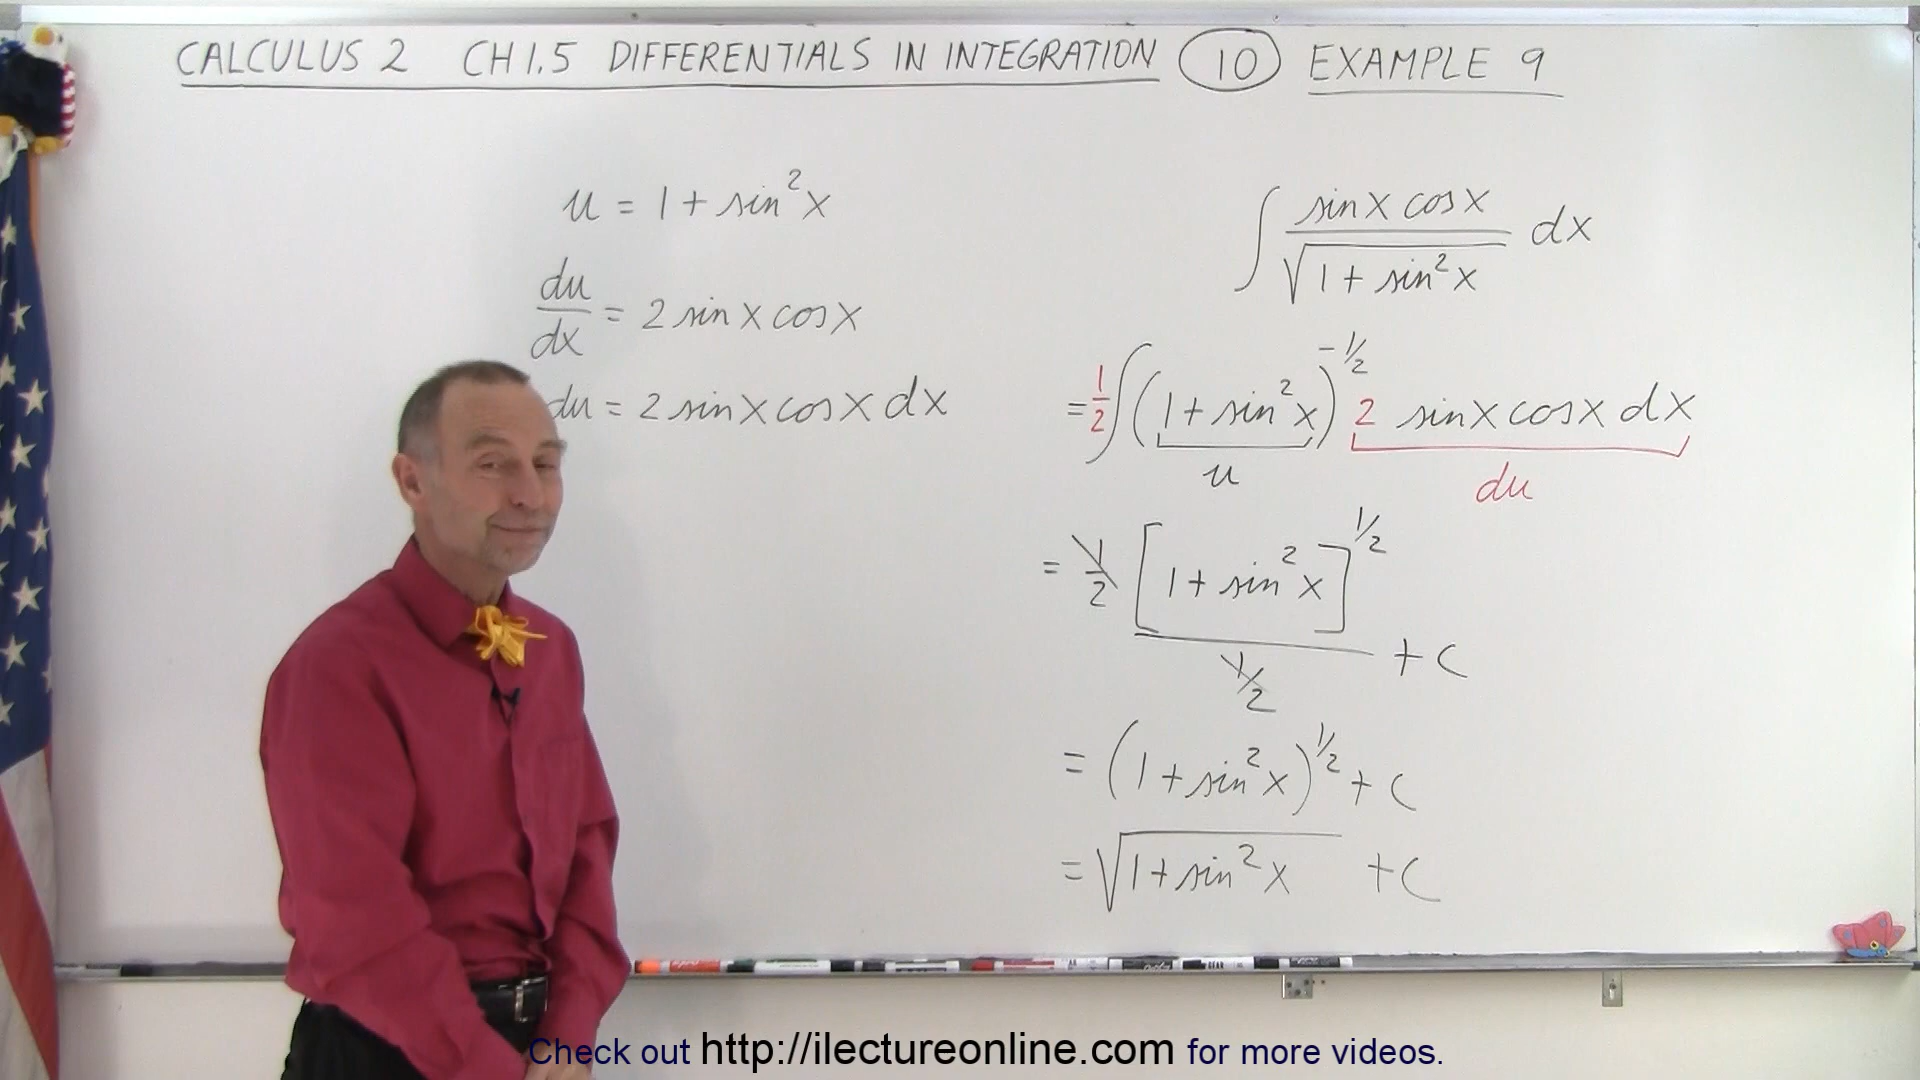 CALCULUS 2 CH 1.5 DIFFERENTIALS IN INTEGRATION 10 EXAMPLE 9
u = 1 + sin²x
du/dx = 2 sin x cos x
du = 2 sin x cos x dx
∫ sin x cos x / √(1 + sin²x) dx
= 1/2 ∫ (1 + sin²x)^(-1/2) 2 sin x cos x dx
u du
= 1/2 [1 + sin²x]^(1/2) / (1/2) + C
= (1 + sin²x)^(1/2) + C
= √(1 + sin²x) + C
Check out http://ilectureonline.com for more videos.